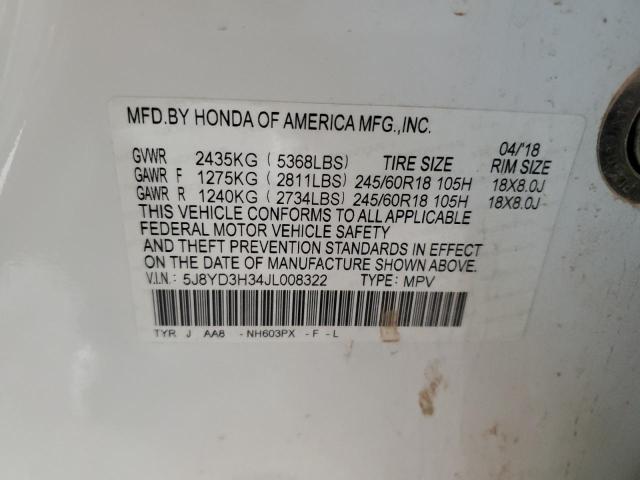 MFD.BY HONDA OF AMERICA MFG.,INC.
04/'18
GVWR 2435KG ( 5368LBS) TIRE SIZE RIM SIZE
GAWR F 1275KG ( 2811LBS) 245/60R18 105H 18X8.0J
GAWR R 1240KG ( 2734LBS) 245/60R18 105H 18X8.0J
THIS VEHICLE CONFORMS TO ALL APPLICABLE
FEDERAL MOTOR VEHICLE SAFETY
AND THEFT PREVENTION STANDARDS IN EFFECT
ON THE DATE OF MANUFACTURE SHOWN ABOVE.
V.I.N.: 5J8YD3H34JL008322 TYPE: MPV
TYR J AA8 -NH603PX -F -L